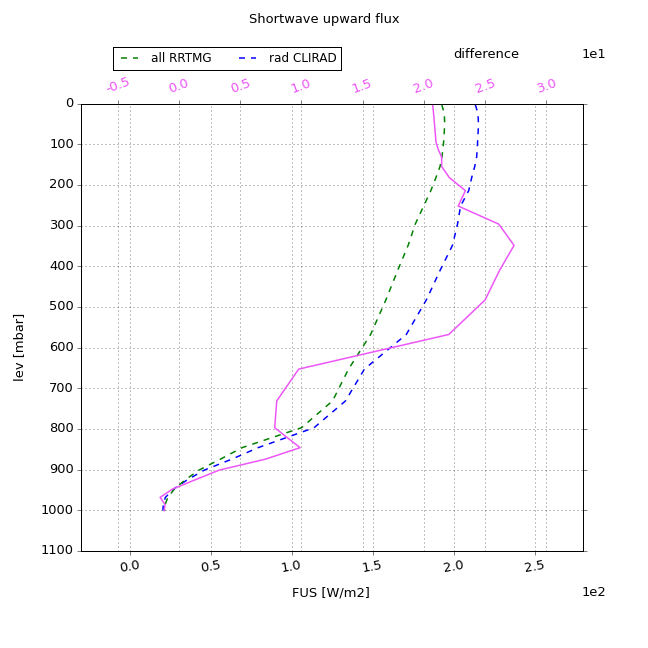 Shortwave upward flux
all RRTMG rad CLIRAD difference 1e1
-0.5 0.0 0.5 1.0 1.5 2.0 2.5 3.0
0
100
200
300
400
500
600
700
800
900
1000
1100
lev [mbar]
0.0 0.5 1.0 1.5 2.0 2.5
FUS [W/m2] 1e2